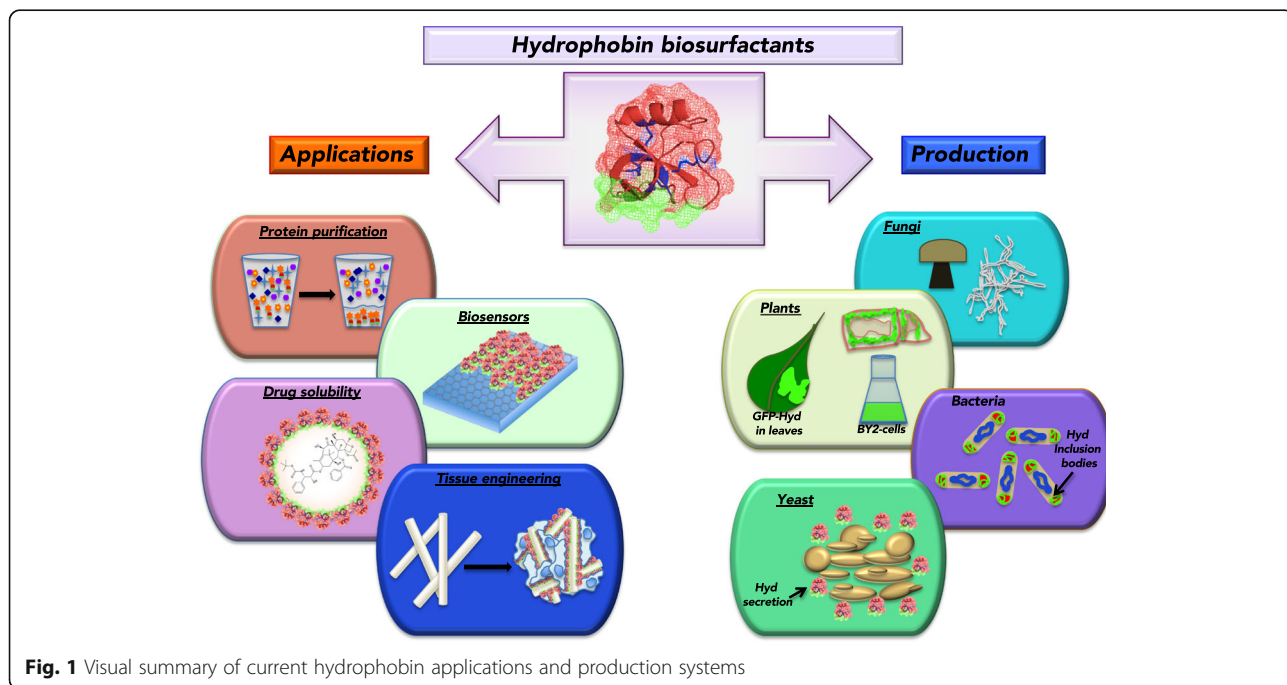 Hydrophobin biosurfactants
Applications
Production
Protein purification
Biosensors
Drug solubility
Tissue engineering
Fungi
Plants
GFP-Hyd
in leaves
BY2-cells
Bacteria
Hyd
Inclusion
bodies
Yeast
Hyd
secretion
Fig. 1 Visual summary of current hydrophobin applications and production systems